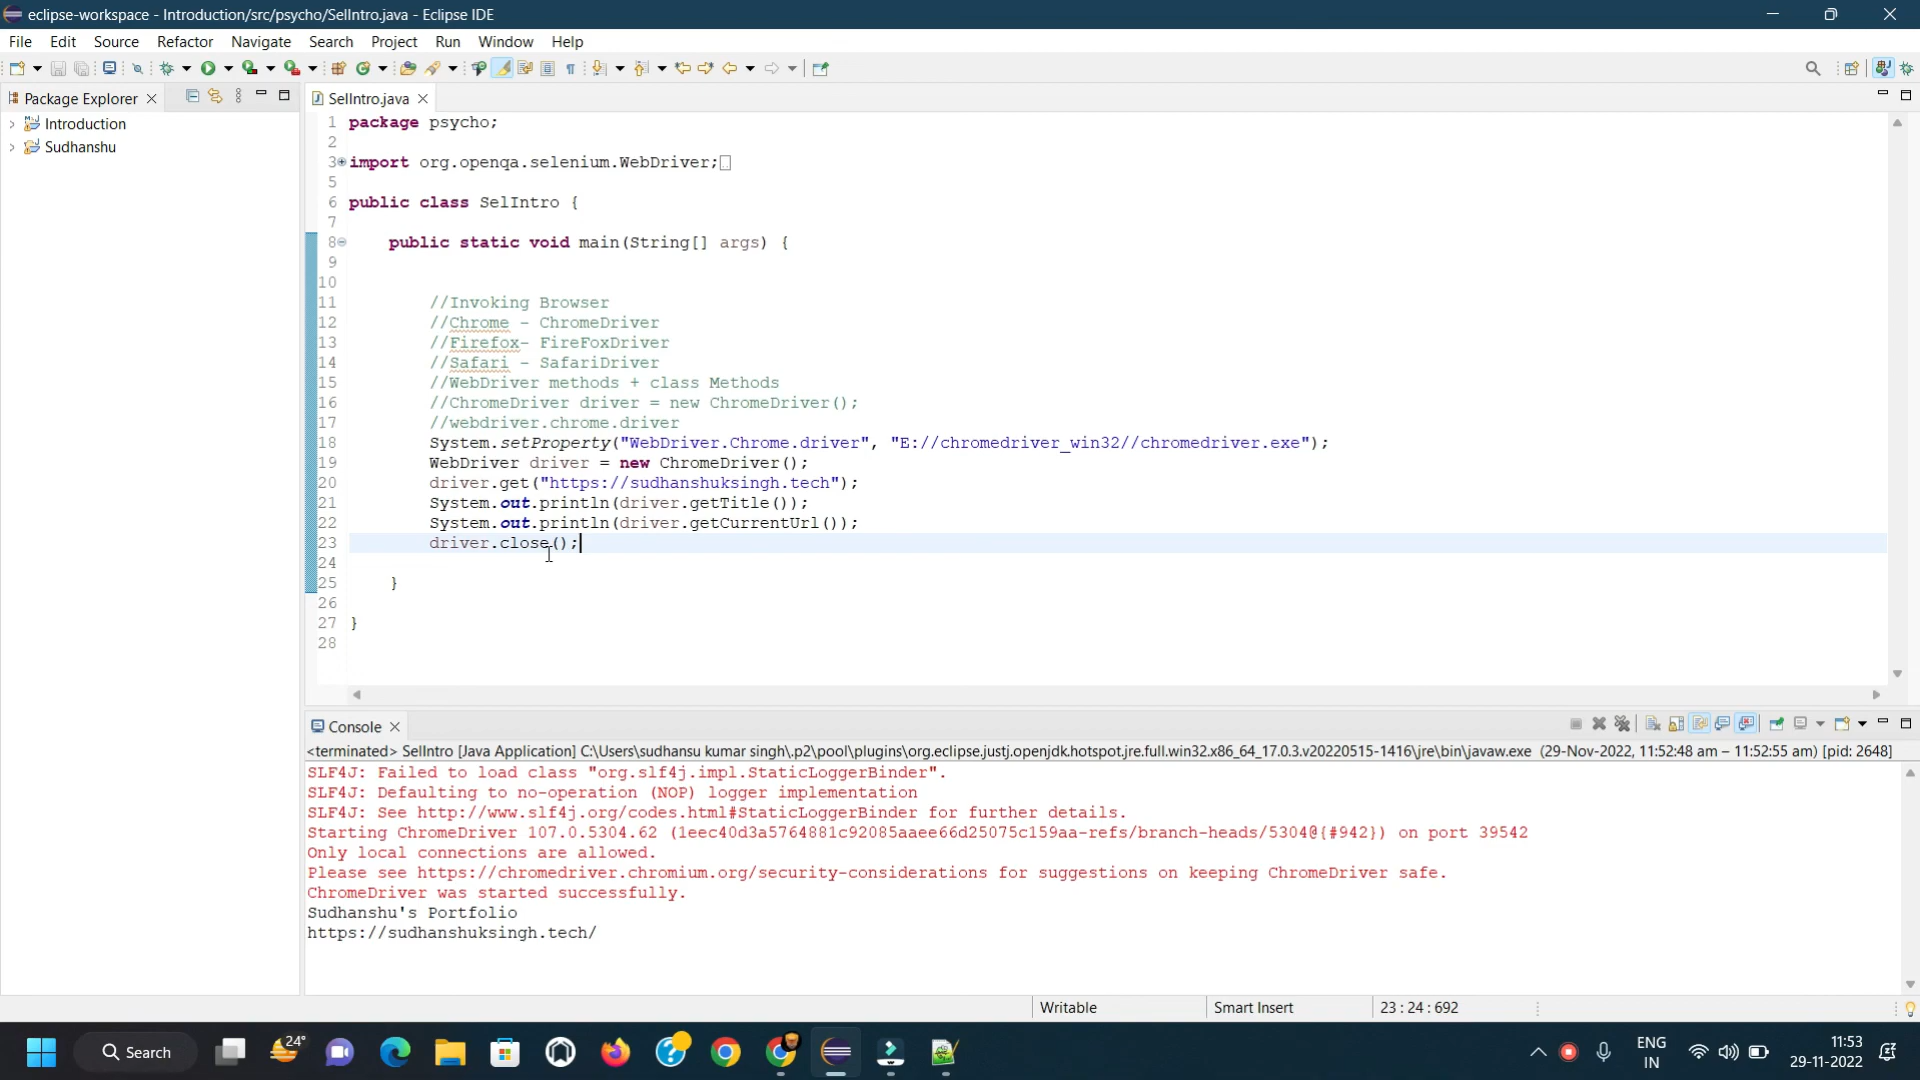 eclipse-workspace - Introduction/src/psycho/SelIntro.java - Eclipse IDE
File Edit Source Refactor Navigate Search Project Run Window Help
Package Explorer
Introduction
Sudhanshu
SelIntro.java
1 package psycho;
2
3 import org.openqa.selenium.WebDriver;
5
6 public class SelIntro {
7
8 public static void main(String[] args) {
9
10
11 //Invoking Browser
12 //Chrome - ChromeDriver
13 //Firefox- FireFoxDriver
14 //Safari - SafariDriver
15 //WebDriver methods + class Methods
16 //ChromeDriver driver = new ChromeDriver();
17 //webdriver.chrome.driver
18 System.setProperty("WebDriver.Chrome.driver", "E://chromedriver_win32//chromedriver.exe");
19 WebDriver driver = new ChromeDriver();
20 driver.get("https://sudhanshuksingh.tech");
21 System.out.println(driver.getTitle());
22 System.out.println(driver.getCurrentUrl());
23 driver.close();
24
25 }
26
27 }
28
Console
<terminated> SelIntro [Java Application] C:\Users\sudhansu kumar singh\.p2\pool\plugins\org.eclipse.justj.openjdk.hotspot.jre.full.win32.x86_64_17.0.3.v20220515-1416\jre\bin\javaw.exe (29-Nov-2022, 11:52:48 am – 11:52:55 am) [pid: 2648]
SLF4J: Failed to load class "org.slf4j.impl.StaticLoggerBinder".
SLF4J: Defaulting to no-operation (NOP) logger implementation
SLF4J: See http://www.slf4j.org/codes.html#StaticLoggerBinder for further details.
Starting ChromeDriver 107.0.5304.62 (1eec40d3a5764881c92085aaee66d25075c159aa-refs/branch-heads/5304@{#942}) on port 39542
Only local connections are allowed.
Please see https://chromedriver.chromium.org/security-considerations for suggestions on keeping ChromeDriver safe.
ChromeDriver was started successfully.
Sudhanshu's Portfolio
https://sudhanshuksingh.tech/
Writable Smart Insert 23 : 24 : 692
Search 24° ENG IN 11:53 29-11-2022